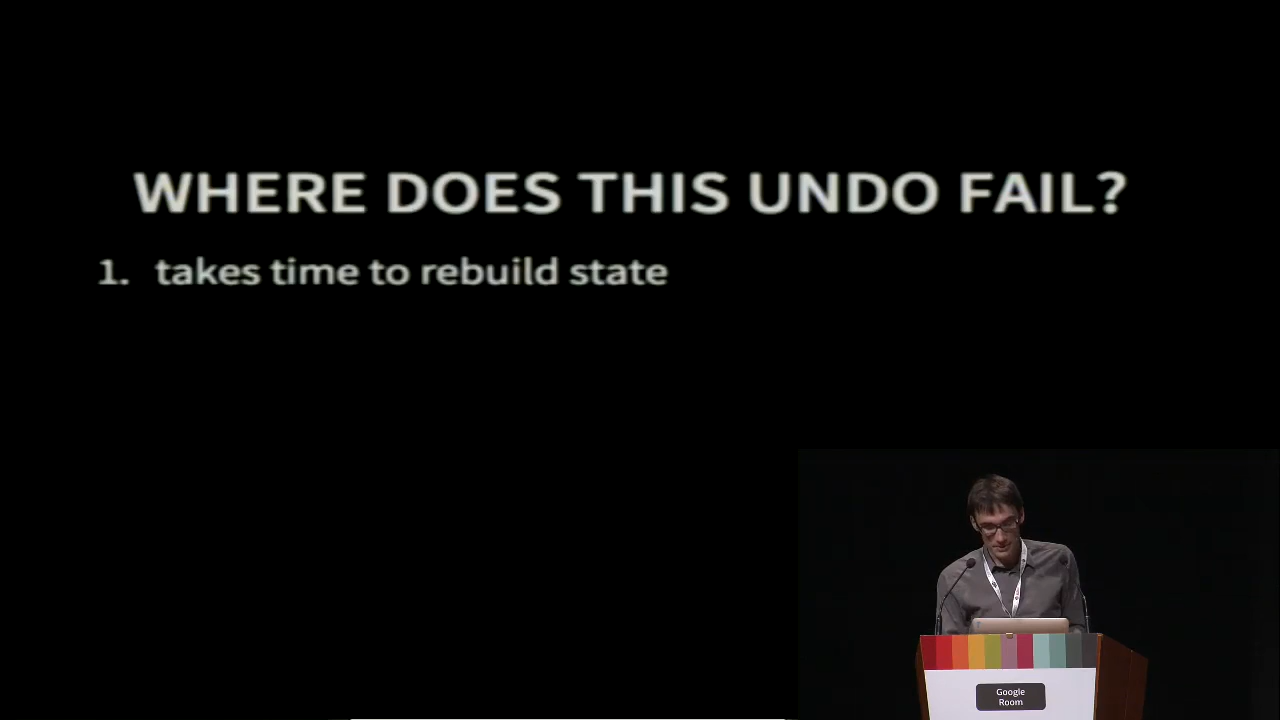 WHERE DOES THIS UNDO FAIL?
1. takes time to rebuild state
Google
Room